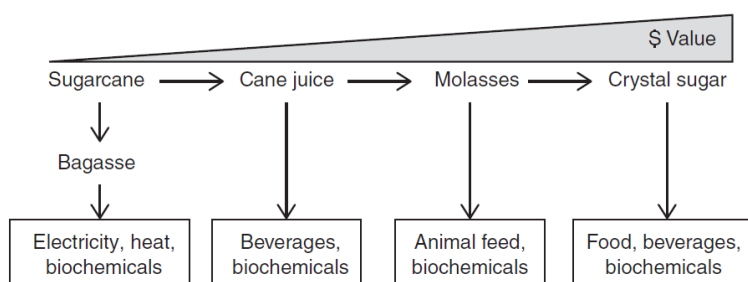 $ Value
Sugarcane
Cane juice
Molasses
Crystal sugar
Bagasse
Electricity, heat,
biochemicals
Beverages,
biochemicals
Animal feed,
biochemicals
Food, beverages,
biochemicals